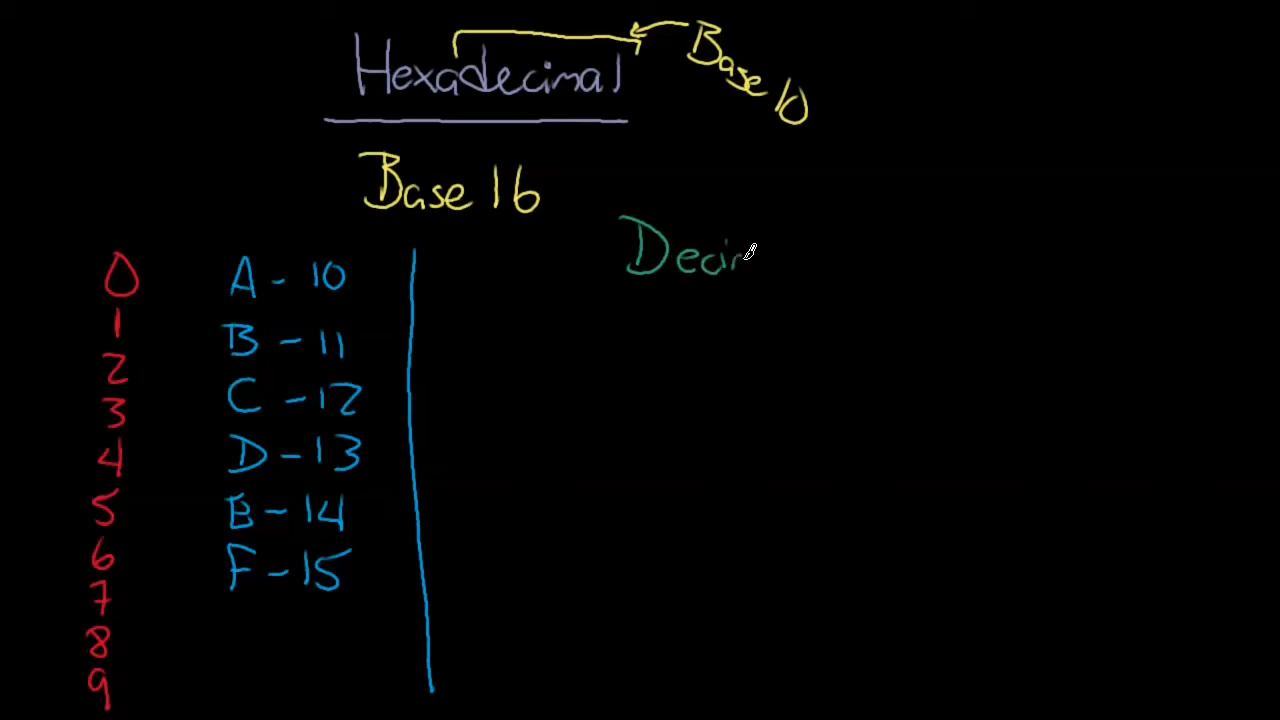 Hexadecimal
Base 10
Base 16
Decir
0
1
2
3
4
5
6
7
8
9
A - 10
B - 11
C - 12
D - 13
E - 14
F - 15